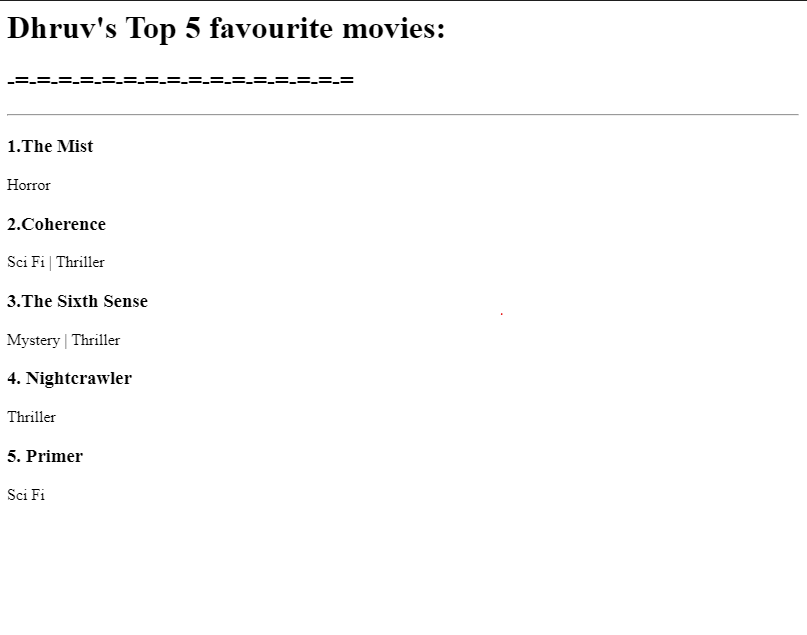 Dhruv's Top 5 favourite movies:
-=-=-=-=-=-=-=-=-=-=-=-=-=-=-=-=
1.The Mist
Horror
2.Coherence
Sci Fi | Thriller
3.The Sixth Sense
Mystery | Thriller
4. Nightcrawler
Thriller
5. Primer
Sci Fi